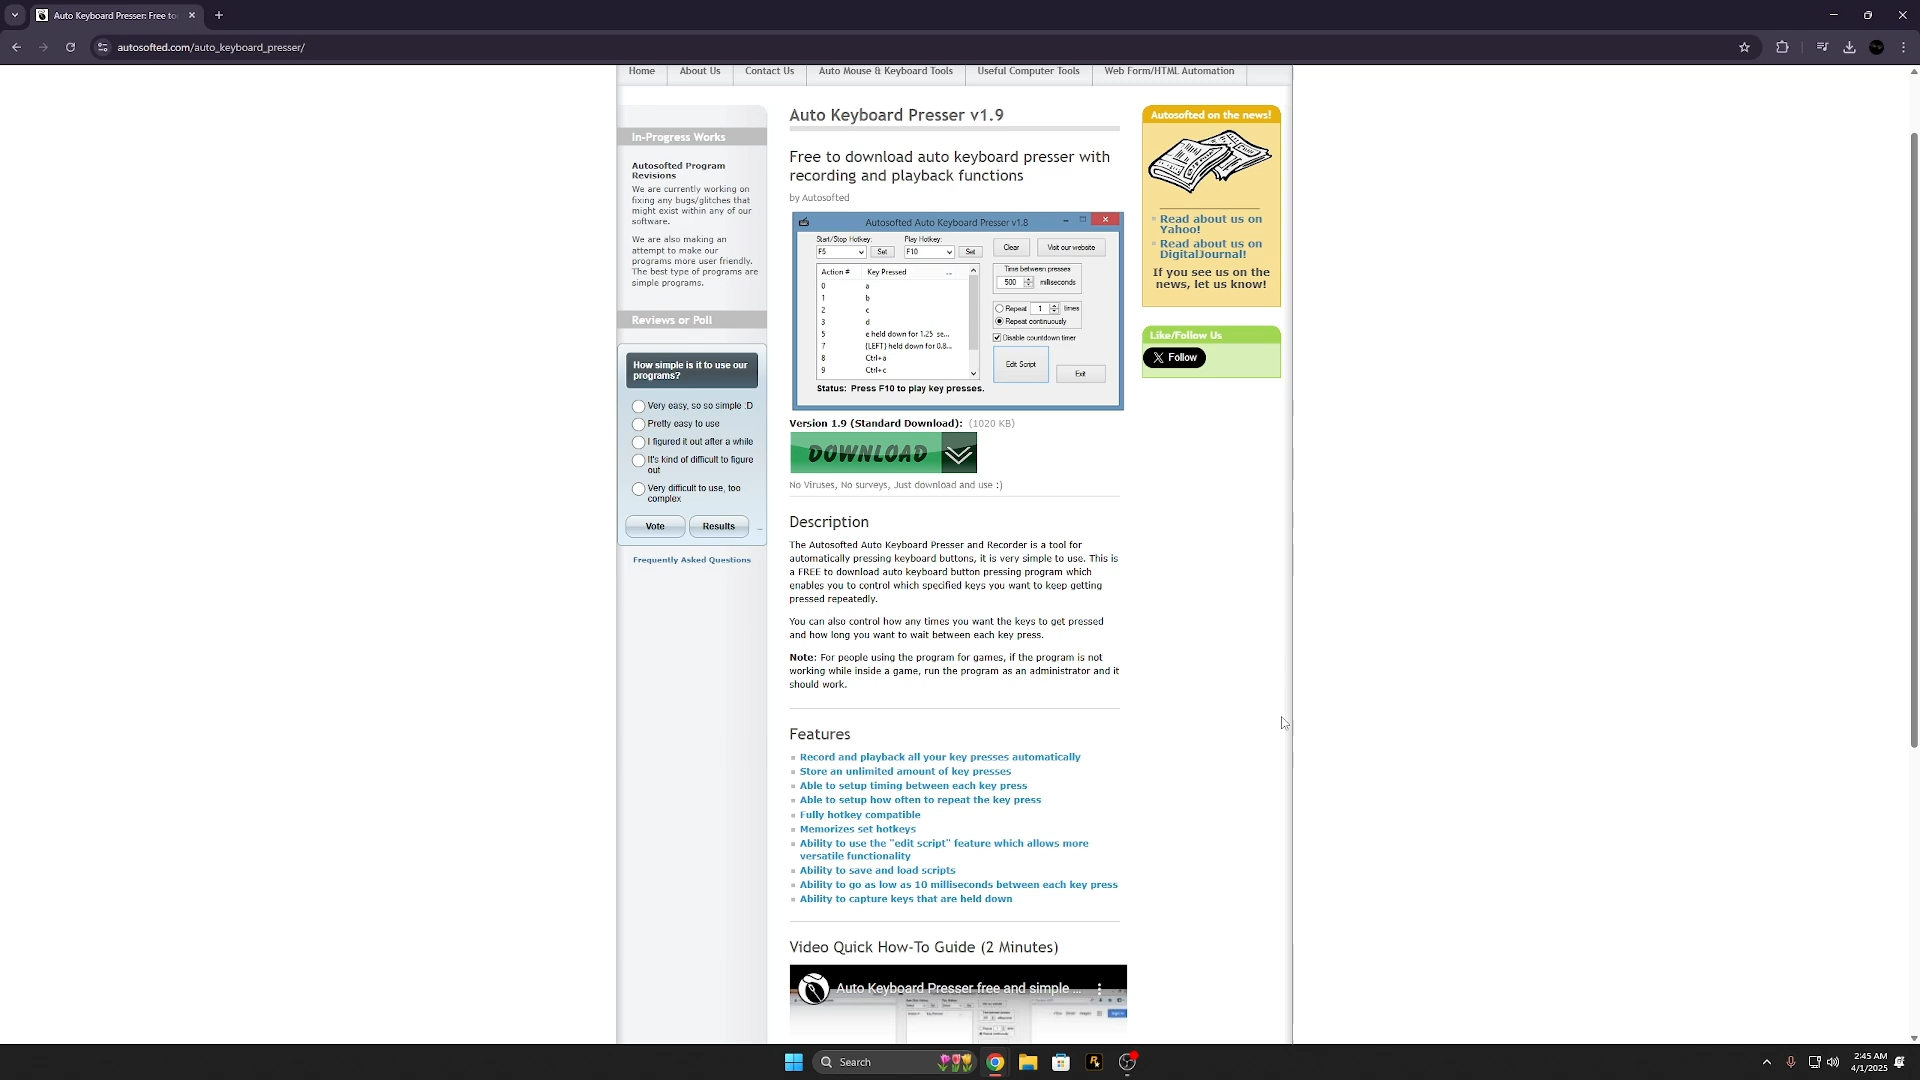 Auto Keyboard Presser: Free to
autosofted.com/auto_keyboard_presser/
Home
About Us
Contact Us
Auto Mouse & Keyboard Tools
Useful Computer Tools
Web Form/HTML Automation
In-Progress Works
Autosofted Program
Revisions
We are currently working on
fixing any bugs/glitches that
might exist within any of our
software.
We are also making an
attempt to make our
programs more user friendly.
The best type of programs are
simple programs.
Reviews or Poll
How simple is it to use our
programs?
Very easy, so so simple :D
Pretty easy to use
I figured it out after a while
It's kind of difficult to figure
out
Very difficult to use, too
complex
Vote
Results
Frequently Asked Questions
Auto Keyboard Presser v1.9
Free to download auto keyboard presser with
recording and playback functions
by Autosofted
Autosofted Auto Keyboard Presser v1.8
Start/Stop Hotkey:
Play Hotkey:
F5
Set
F10
Set
Clear
Visit our website
Action #
Key Pressed
...
0 a
1 b
2 c
3 d
5 e held down for 1.25 se...
7 {LEFT} held down for 0.8...
8 Ctrl+a
9 Ctrl+c
Time between presses
500 milliseconds
Repeat 1 times
Repeat continuously
Disable countdown timer
Edit Script
Exit
Status: Press F10 to play key presses.
Version 1.9 (Standard Download): (1020 KB)
DOWNLOAD
No Viruses, No surveys, Just download and use :)
Description
The Autosofted Auto Keyboard Presser and Recorder is a tool for
automatically pressing keyboard buttons, it is very simple to use. This is
a FREE to download auto keyboard button pressing program which
enables you to control which specified keys you want to keep getting
pressed repeatedly.
You can also control how any times you want the keys to get pressed
and how long you want to wait between each key press.
Note: For people using the program for games, if the program is not
working while inside a game, run the program as an administrator and it
should work.
Features
Record and playback all your key presses automatically
Store an unlimited amount of key presses
Able to setup timing between each key press
Able to setup how often to repeat the key press
Fully hotkey compatible
Memorizes set hotkeys
Ability to use the "edit script" feature which allows more
versatile functionality
Ability to save and load scripts
Ability to go as low as 10 milliseconds between each key press
Ability to capture keys that are held down
Video Quick How-To Guide (2 Minutes)
Auto Keyboard Presser free and simple ...
Autosofted on the news!
Read about us on
Yahoo!
Read about us on
DigitalJournal!
If you see us on the
news, let us know!
Like/Follow Us
X Follow
Search
2:45 AM
4/1/2025